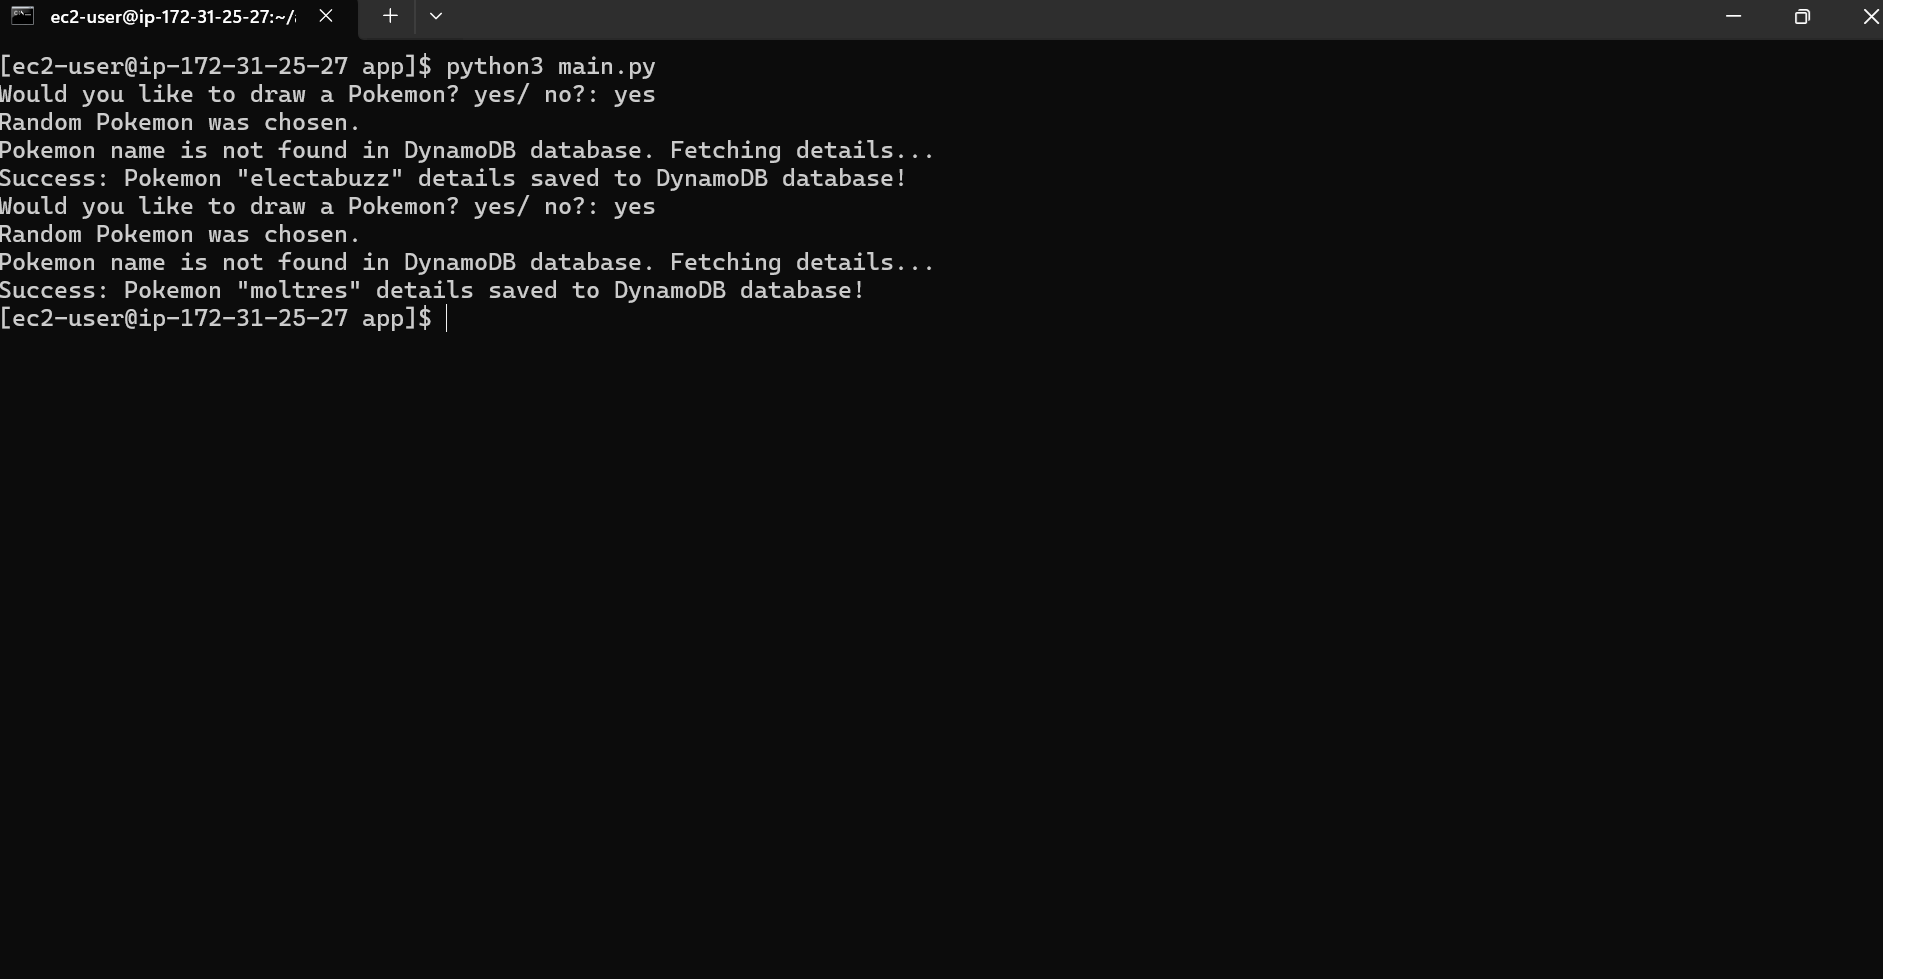 ec2-user@ip-172-31-25-27:~/
[ec2-user@ip-172-31-25-27 app]$ python3 main.py
Would you like to draw a Pokemon? yes/ no?: yes
Random Pokemon was chosen.
Pokemon name is not found in DynamoDB database. Fetching details...
Success: Pokemon "electabuzz" details saved to DynamoDB database!
Would you like to draw a Pokemon? yes/ no?: yes
Random Pokemon was chosen.
Pokemon name is not found in DynamoDB database. Fetching details...
Success: Pokemon "moltres" details saved to DynamoDB database!
[ec2-user@ip-172-31-25-27 app]$